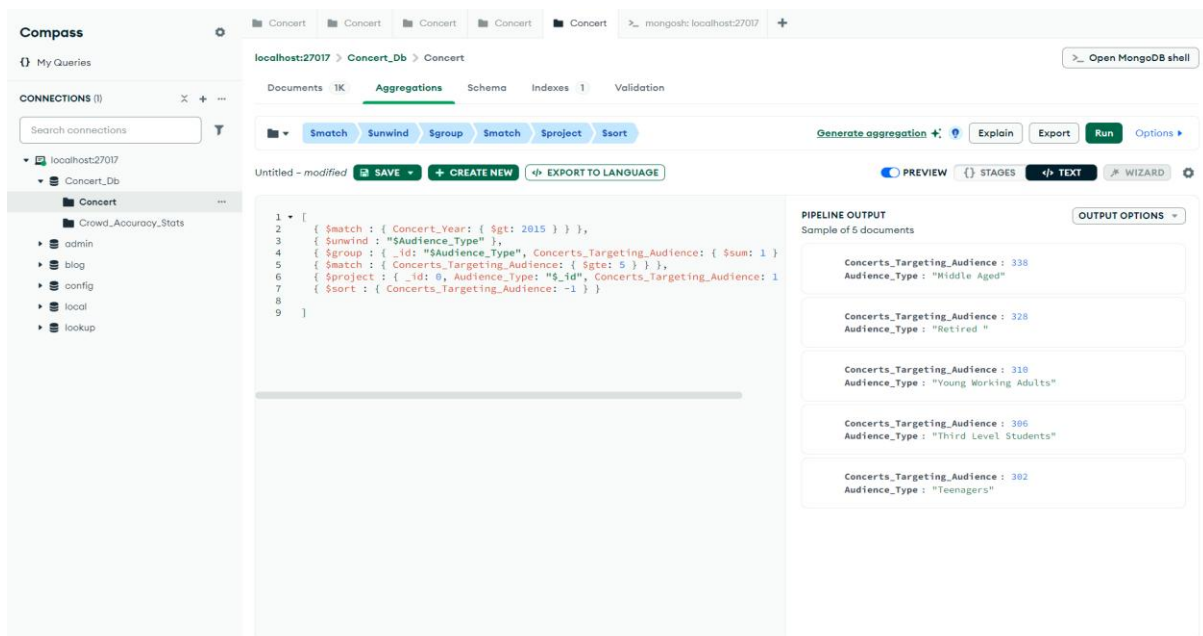 Compass
{} My Queries
CONNECTIONS (1)
Search connections
localhost:27017
Concert_Db
Concert
Crowd_Accuracy_Stats
admin
blog
config
local
lookup
Concert Concert Concert Concert Concert >_ mongosh: localhost:27017 +
localhost:27017 > Concert_Db > Concert
>_ Open MongoDB shell
Documents 1K Aggregations Schema Indexes 1 Validation
$match $unwind $group $match $project $sort
Generate aggregation Explain Export Run Options
Untitled – modified SAVE + CREATE NEW </> EXPORT TO LANGUAGE
PREVIEW {} STAGES </> TEXT WIZARD
1 [
2 { $match : { Concert_Year: { $gt: 2015 } } },
3 { $unwind : "$Audience_Type" },
4 { $group : { _id: "$Audience_Type", Concerts_Targeting_Audience: { $sum: 1 }
5 { $match : { Concerts_Targeting_Audience: { $gte: 5 } } },
6 { $project : { _id: 0, Audience_Type: "$_id", Concerts_Targeting_Audience: 1
7 { $sort : { Concerts_Targeting_Audience: -1 } }
8
9 ]
PIPELINE OUTPUT
Sample of 5 documents
OUTPUT OPTIONS
Concerts_Targeting_Audience : 338
Audience_Type : "Middle Aged"
Concerts_Targeting_Audience : 328
Audience_Type : "Retired "
Concerts_Targeting_Audience : 310
Audience_Type : "Young Working Adults"
Concerts_Targeting_Audience : 306
Audience_Type : "Third Level Students"
Concerts_Targeting_Audience : 302
Audience_Type : "Teenagers"